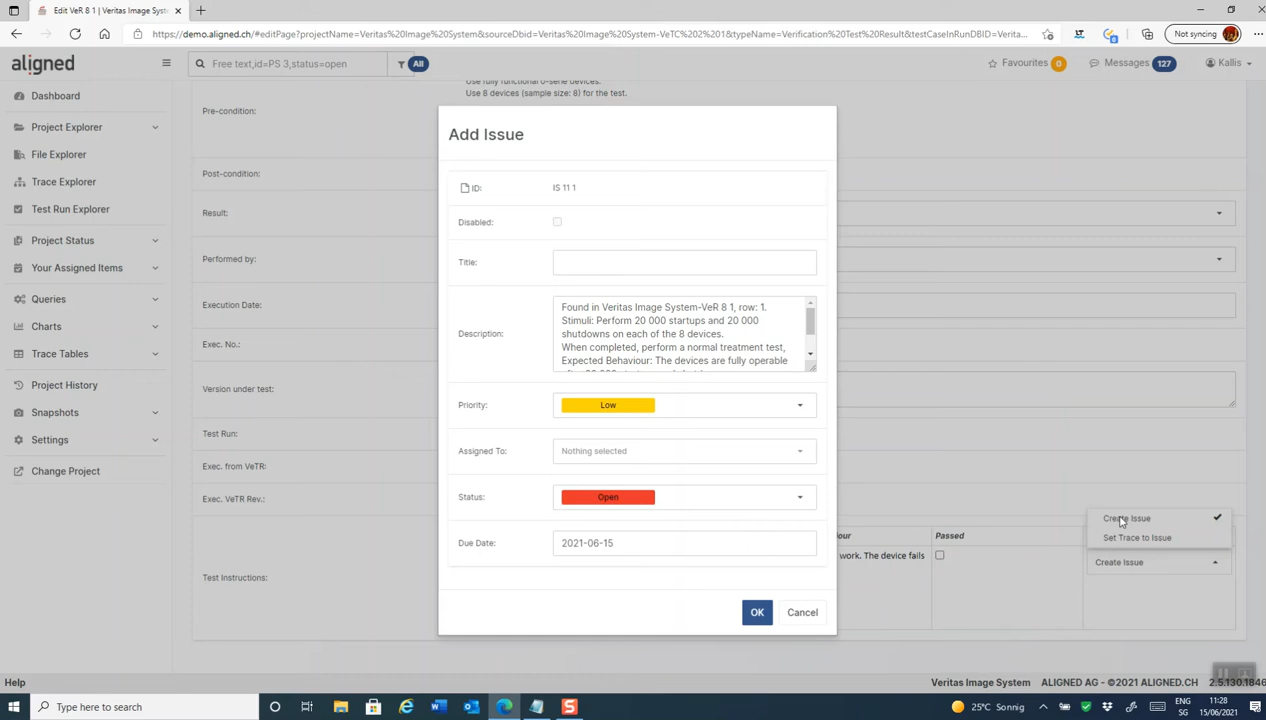 Edit VeR 8 1 | Veritas Image Syste
https://demo.aligned.ch/#editPage?projectName=Veritas%20Image%20System&sourceDbid=Veritas%20Image%20System-VeTC%202%201&typeName=Verification%20Test%20Result&testCaseInRunDBID=Verita...
Not syncing
aligned
Free text,id=PS 3,status=open
All
Favourites 0
Messages 127
Kallis
Dashboard
Project Explorer
File Explorer
Trace Explorer
Test Run Explorer
Project Status
Your Assigned Items
Queries
Charts
Trace Tables
Project History
Snapshots
Settings
Change Project
Use fully functional 0-serie devices.
Use 8 devices (sample size: 8) for the test.
Pre-condition:
Post-condition:
Result:
Performed by:
Execution Date:
Exec. No.:
Version under test:
Test Run:
Exec. from VeTR:
Exec. VeTR Rev.:
Test Instructions:
Add Issue
ID: IS 11 1
Disabled:
Title:
Description:
Found in Veritas Image System-VeR 8 1, row: 1.
Stimuli: Perform 20 000 startups and 20 000
shutdowns on each of the 8 devices.
When completed, perform a normal treatment test,
Expected Behaviour: The devices are fully operable
Priority: Low
Assigned To: Nothing selected
Status: Open
Due Date: 2021-06-15
OK Cancel
our Passed
work. The device fails
Create Issue
Set Trace to Issue
Create Issue
Help
Veritas Image System ALIGNED AG - ©2021 ALIGNED.CH 2.5.130.1846
Type here to search
25°C Sonnig
ENG
SG
11:28
15/06/2021